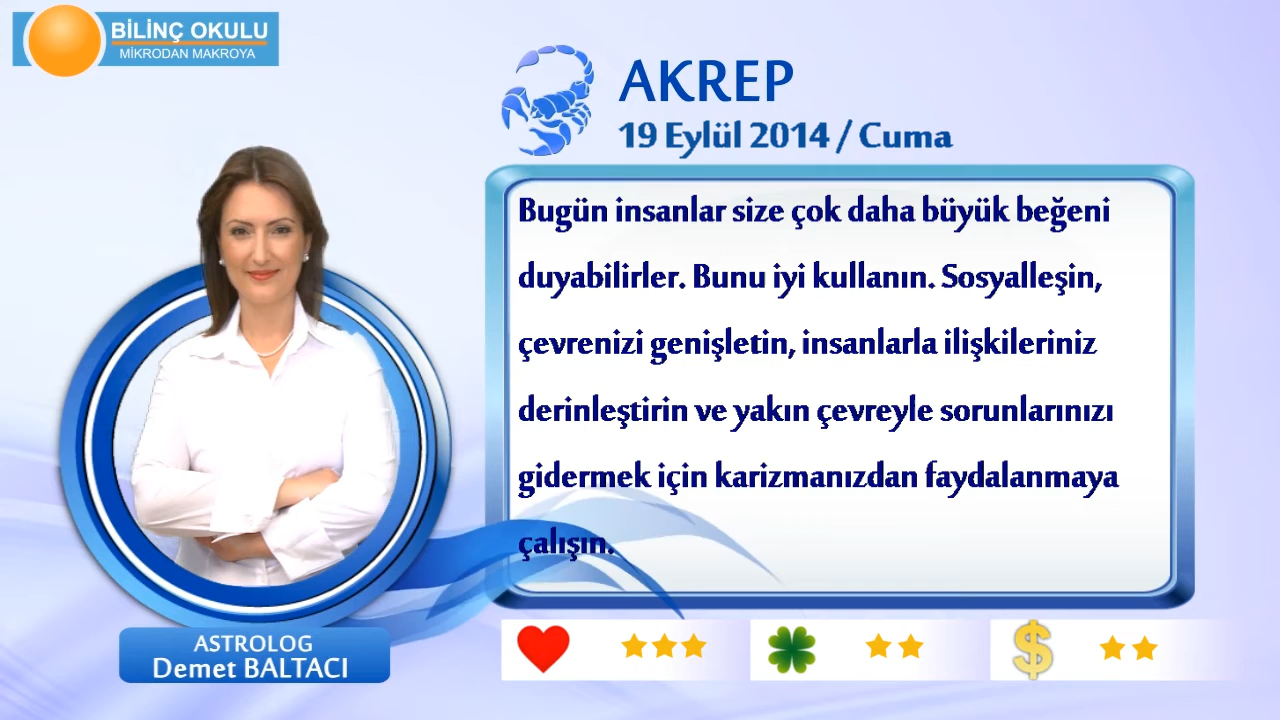 BİLİNÇ OKULU
MİKRODAN MAKROYA
AKREP
19 Eylül 2014 / Cuma
Bugün insanlar size çok daha büyük beğeni
duyabilirler. Bunu iyi kullanın. Sosyalleşin,
çevrenizi genişletin, insanlarla ilişkileriniz
derinleştirin ve yakın çevreyle sorunlarınızı
gidermek için karizmanızdan faydalanmaya
çalışın.
ASTROLOG
Demet BALTACI
$